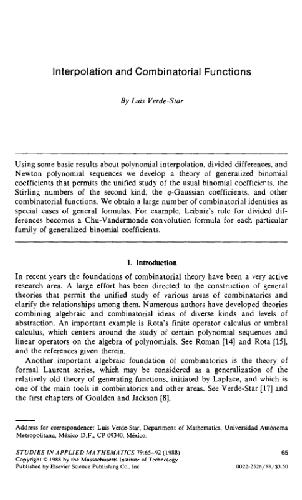 Interpolation and Combinatorial Functions
By Luis Verde-Star
Using some basic results about polynomial interpolation, divided differences, and
Newton polynomial sequences we develop a theory of generalized binomial
coefficients that permits the unified study of the usual binomial coefficients, the
Stirling numbers of the second kind, the q-Gaussian coefficients, and other
combinatorial functions. We obtain a large number of combinatorial identities as
special cases of general formulas. For example, Leibniz's rule for divided dif-
ferences becomes a Chu-Vandermonde convolution formula for each particular
family of generalized binomial coefficients.
1. Introduction
In recent years the foundations of combinatorial theory have been a very active
research area. A large effort has been directed to the construction of general
theories that permit the unified study of various areas of combinatorics and
clarify the relationships among them. Numerous authors have developed theories
combining algebraic and combinatorial ideas of diverse kinds and levels of
abstraction. An important example is Rota's finite operator calculus or umbral
calculus, which centers around the study of certain polynomial sequences and
linear operators on the algebra of polynomials. See Roman [14] and Rota [15],
and the references given therein.
Another important algebraic foundation of combinatorics is the theory of
formal Laurent series, which may be considered as a generalization of the
relatively old theory of generating functions, initiated by Laplace, and which is
one of the main tools in combinatorics and other areas. See Verde-Star [17] and
the first chapters of Goulden and Jackson [8].
Address for correspondence: Luis Verde-Star, Department of Mathematics, Universidad Autónoma
Metropolitana, México D.F., CP 09340, México.
STUDIES IN APPLIED MATHEMATICS 79:65–92 (1988) 65
Copyright © 1988 by the Massachusetts Institute of Technology
Published by Elsevier Science Publishing Co., Inc. 0022-2526/88/$3.50